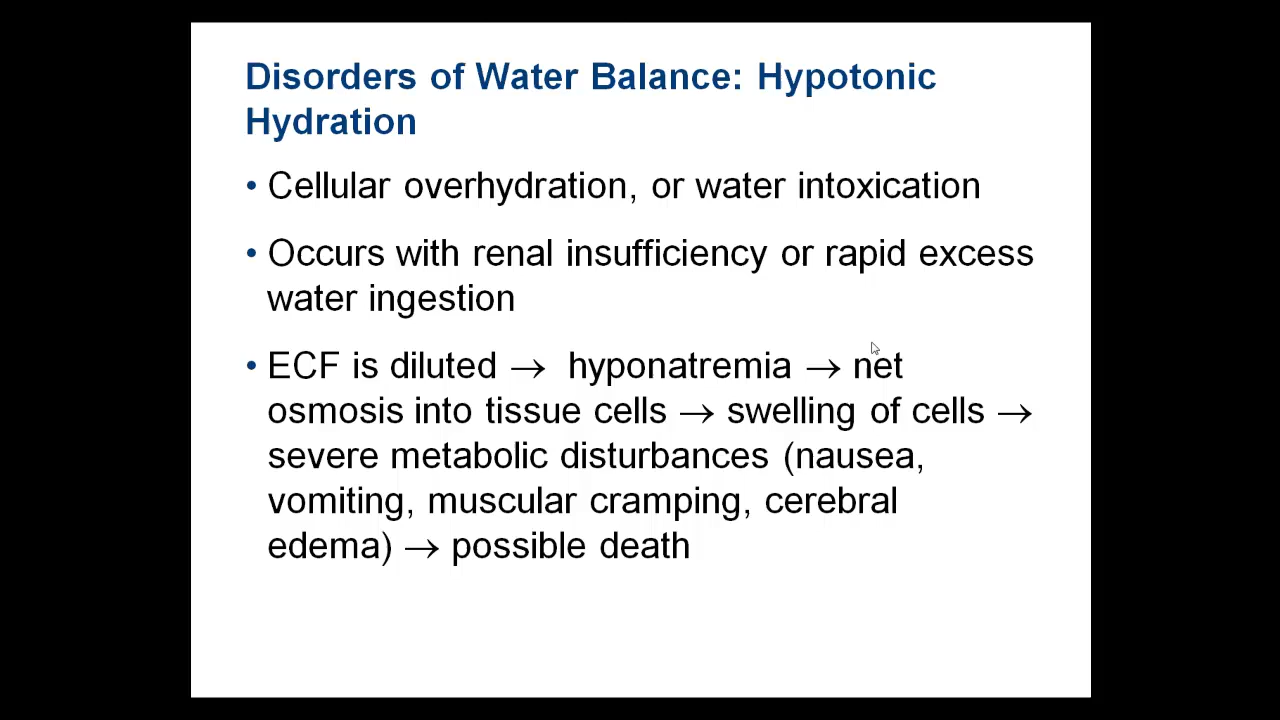 Disorders of Water Balance: Hypotonic
Hydration
• Cellular overhydration, or water intoxication
• Occurs with renal insufficiency or rapid excess
water ingestion
• ECF is diluted → hyponatremia → net
osmosis into tissue cells → swelling of cells →
severe metabolic disturbances (nausea,
vomiting, muscular cramping, cerebral
edema) → possible death